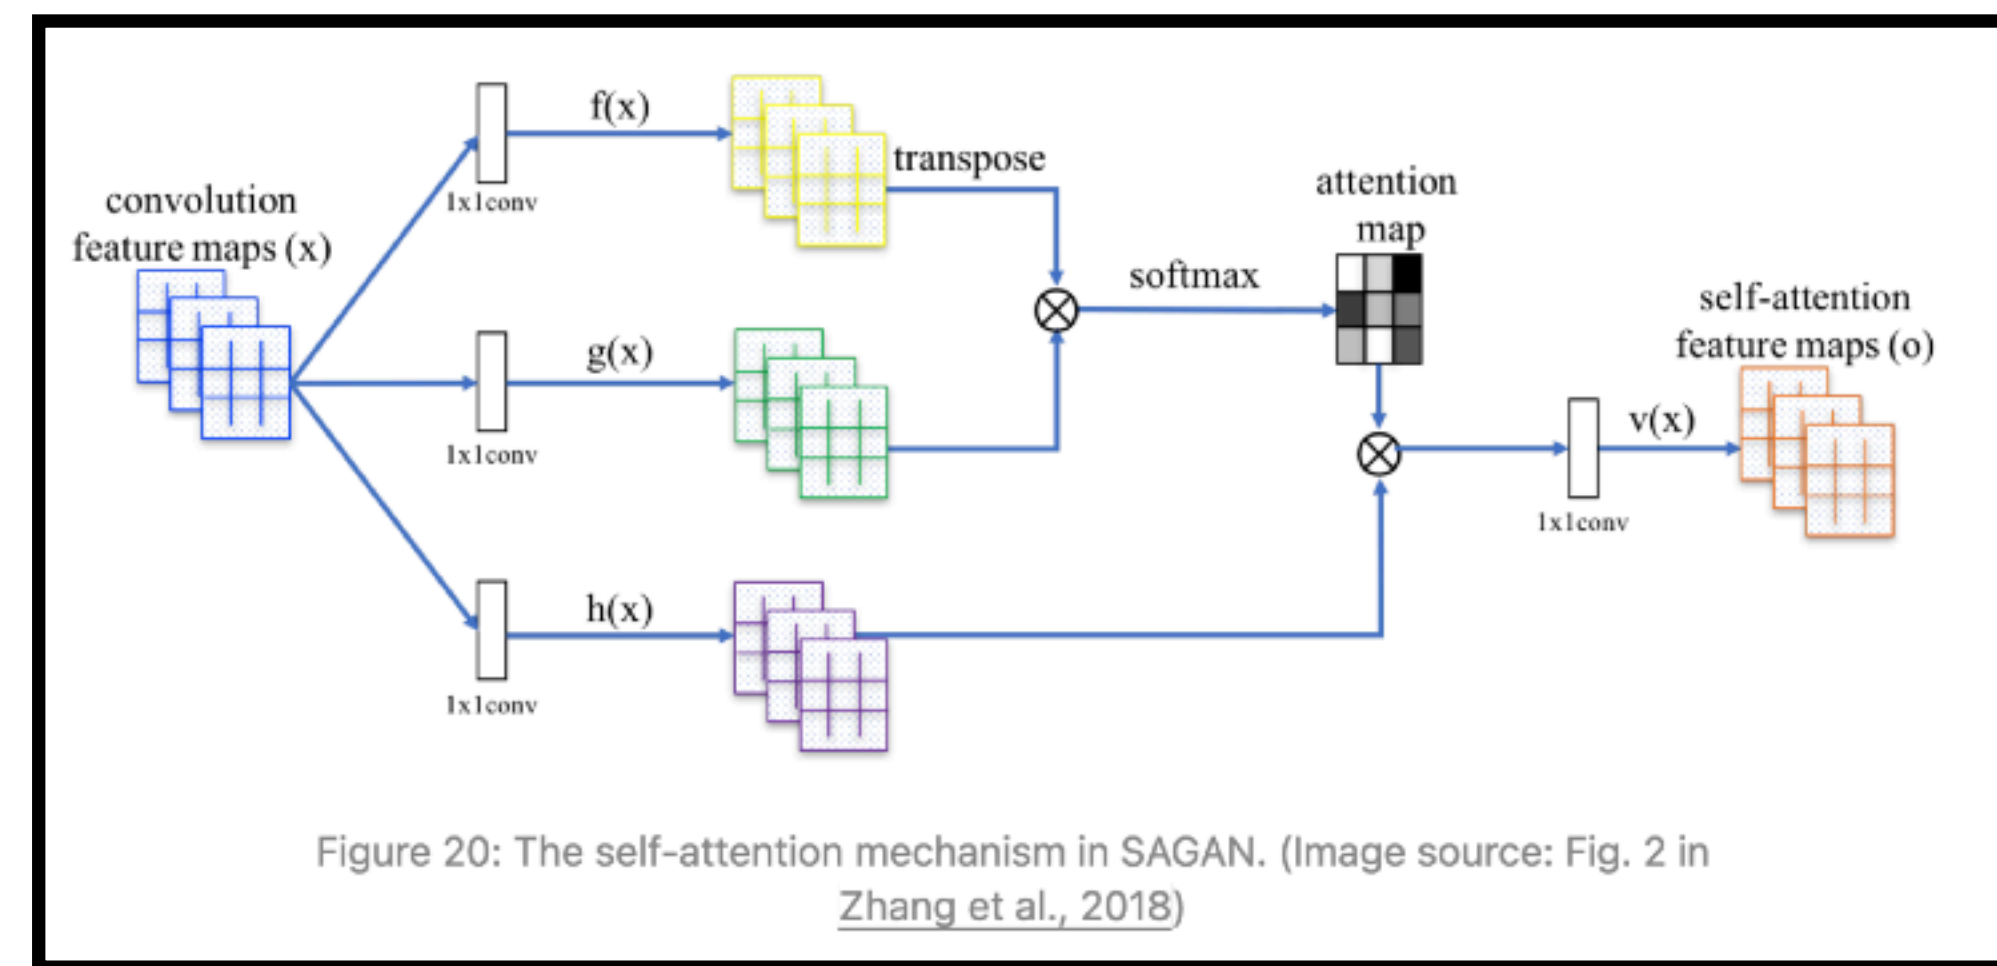 convolution
feature maps (x)
f(x)
1x1conv
transpose
g(x)
1x1conv
h(x)
1x1conv
softmax
attention
map
v(x)
1x1conv
self-attention
feature maps (o)
Figure 20: The self-attention mechanism in SAGAN. (Image source: Fig. 2 in
Zhang et al., 2018)